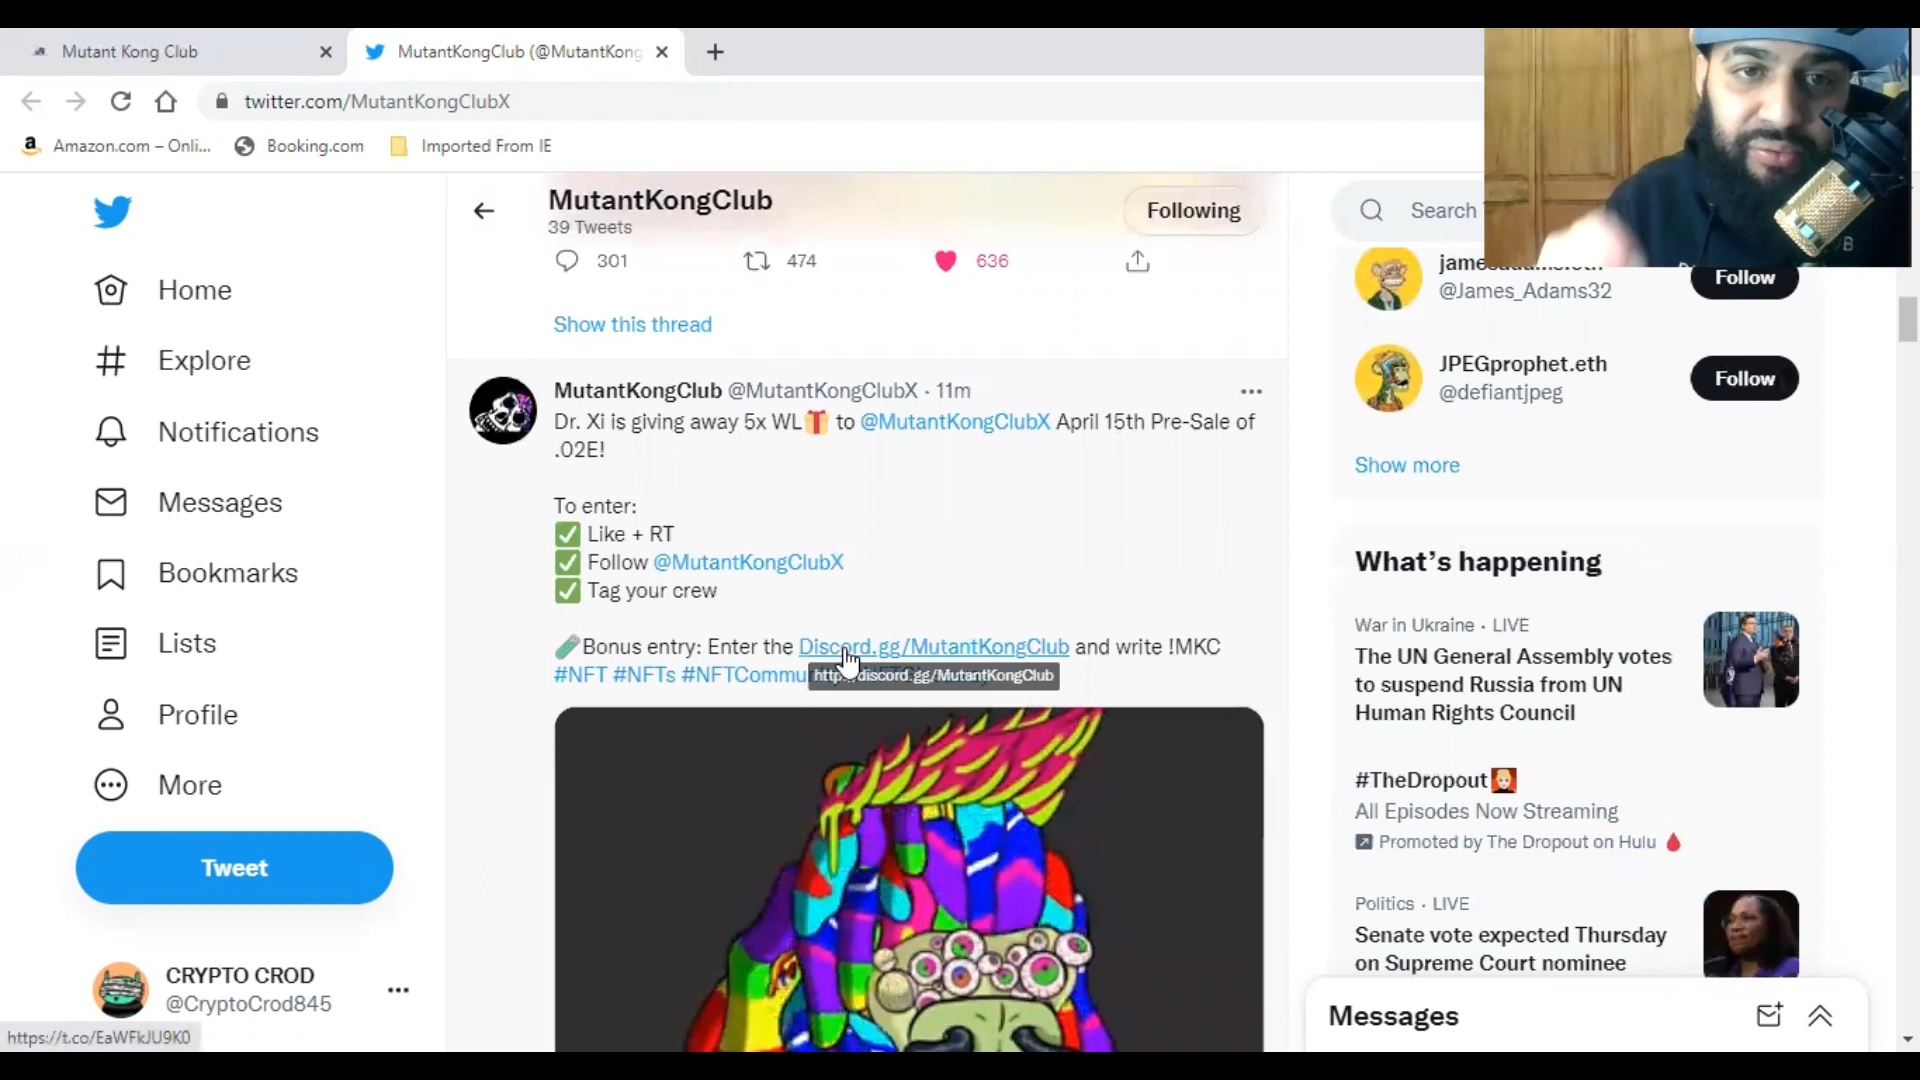 Mutant Kong Club
MutantKongClub (@MutantKong
twitter.com/MutantKongClubX
Amazon.com – Onli...
Booking.com
Imported From IE
Home
Explore
Notifications
Messages
Bookmarks
Lists
Profile
More
Tweet
CRYPTO CROD
@CryptoCrod845
https://t.co/EaWFkJU9K0
MutantKongClub
39 Tweets
Following
301
474
636
Show this thread
MutantKongClub @MutantKongClubX · 11m
Dr. Xi is giving away 5x WL🎁 to @MutantKongClubX April 15th Pre-Sale of
.02E!
To enter:
✅ Like + RT
✅ Follow @MutantKongClubX
✅ Tag your crew
Bonus entry: Enter the Discord.gg/MutantKongClub and write !MKC
#NFT #NFTs
discord.gg/MutantKongClub
Search
@James_Adams32
Follow
JPEGprophet.eth
@defiantjpeg
Follow
Show more
What's happening
War in Ukraine · LIVE
The UN General Assembly votes
to suspend Russia from UN
Human Rights Council
#TheDropout
All Episodes Now Streaming
Promoted by The Dropout on Hulu
Politics · LIVE
Senate vote expected Thursday
on Supreme Court nominee
Messages